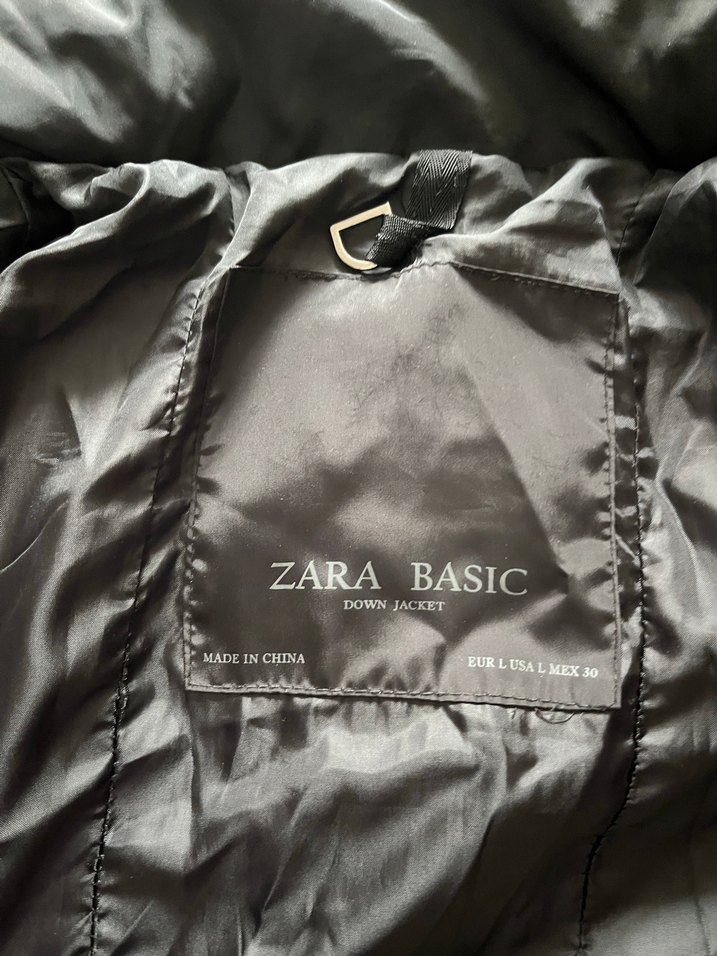 ZARA BASIC
DOWN JACKET
MADE IN CHINA
EUR L USA L MEX 30